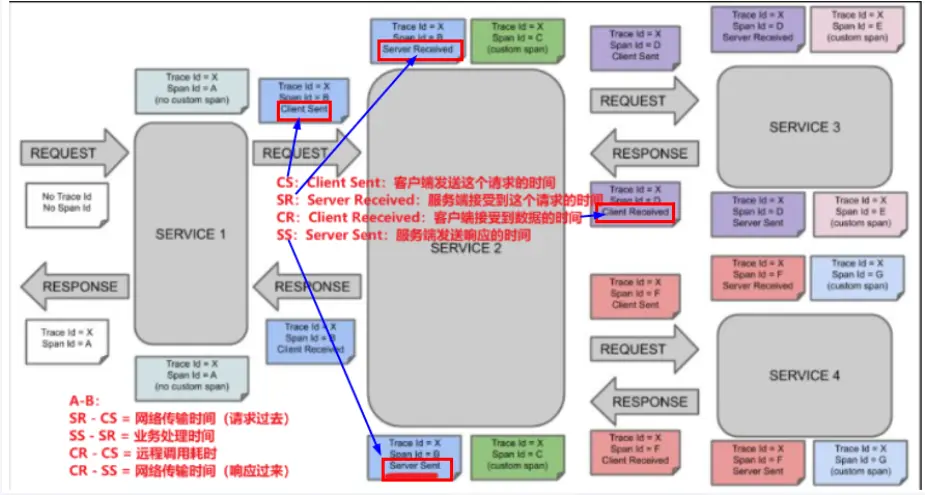 Trace Id = X
Span Id = A
(no custom span)
Trace Id = X
Span Id = B
Client Sent
Trace Id = X
Span Id = B
Server Received
Trace Id = X
Span Id = C
(custom span)
Trace Id = X
Span Id = D
Client Sent
Trace Id = X
Span Id = D
Server Received
Trace Id = X
Span Id = E
(custom span)
REQUEST
No Trace Id
No Span Id
SERVICE 1
REQUEST
CS：Client Sent：客户端发送这个请求的时间
SR：Server Received：服务端接受到这个请求的时间
CR：Client Reeceived：客户端接受到数据的时间
SS：Server Sent：服务端发送响应的时间
SERVICE 2
REQUEST
RESPONSE
SERVICE 3
Trace Id = X
Span Id = D
Client Received
Trace Id = X
Span Id = D
Server Sent
Trace Id = X
Span Id = E
(custom span)
RESPONSE
Trace Id = X
Span Id = A
RESPONSE
Trace Id = X
Span Id = B
Client Received
Trace Id = X
Span Id = A
(no custom span)
Trace Id = X
Span Id = F
Client Sent
Trace Id = X
Span Id = F
Server Received
Trace Id = X
Span Id = G
(custom span)
REQUEST
RESPONSE
SERVICE 4
A-B：
SR - CS = 网络传输时间（请求过去）
SS - SR = 业务处理时间
CR - CS = 远程调用耗时
CR - SS = 网络传输时间（响应过来）
Trace Id = X
Span Id = B
Server Sent
Trace Id = X
Span Id = C
(custom span)
Trace Id = X
Span Id = F
Client Received
Trace Id = X
Span Id = F
Server Sent
Trace Id = X
Span Id = G
(custom span)